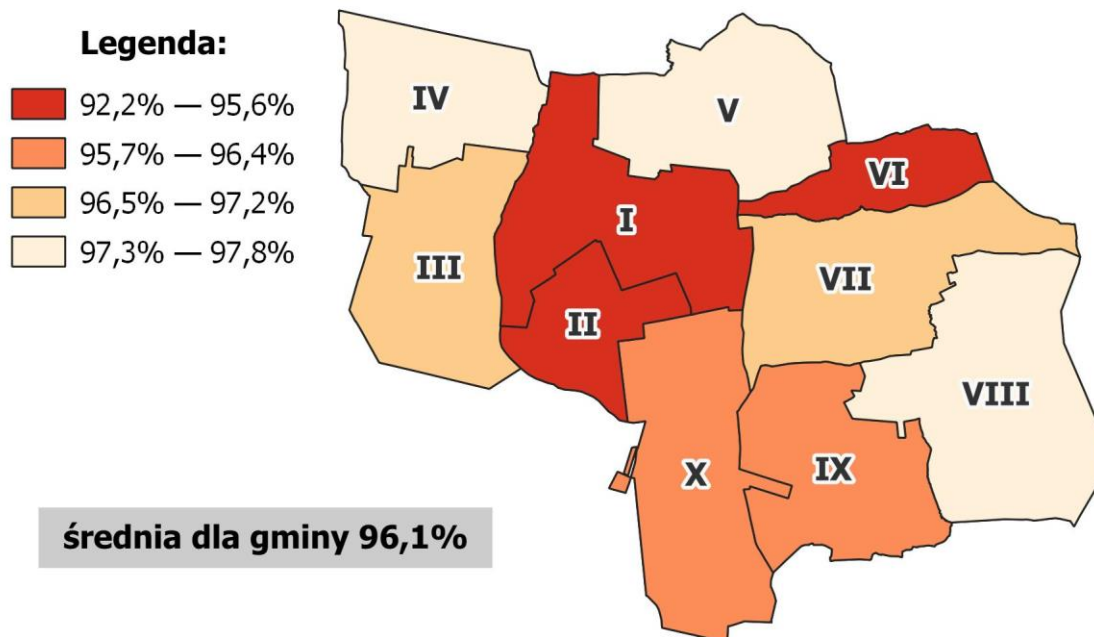 Legenda:
92,2% — 95,6%
95,7% — 96,4%
96,5% — 97,2%
97,3% — 97,8%
IV
V
VI
I
III
VII
II
VIII
IX
X
średnia dla gminy 96,1%